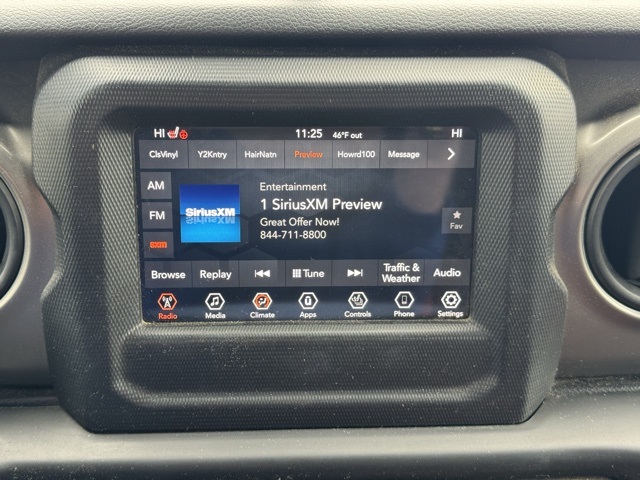 HI 11:25 46°F out HI
ClsVinyl Y2Kntry HairNatn Preview Howrd100 Message
AM
FM
sxm
SiriusXM
Entertainment
1 SiriusXM Preview
Great Offer Now!
844-711-8800
Fav
Browse Replay Tune Traffic & Weather Audio
Radio Media Climate Apps Controls Phone Settings